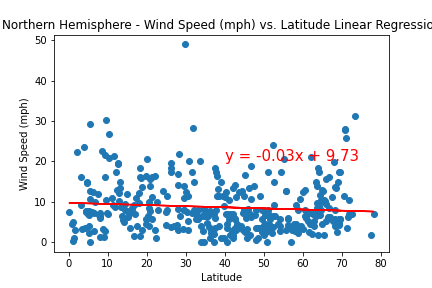 Northern Hemisphere - Wind Speed (mph) vs. Latitude Linear Regressio
50
40
30
20
10
0
Wind Speed (mph)
y = -0.03x + 9.73
0 10 20 30 40 50 60 70 80
Latitude